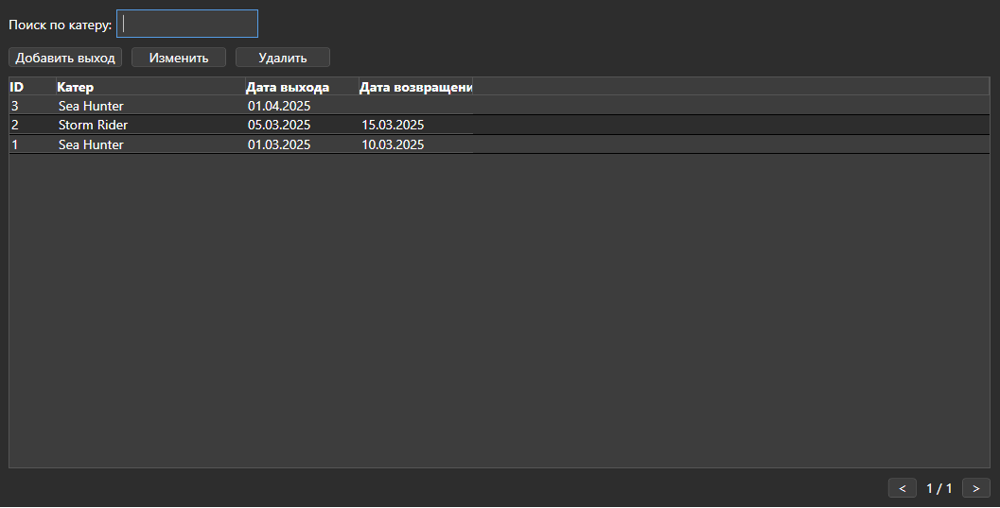 Поиск по катеру:
Добавить выход Изменить Удалить
ID Катер Дата выхода Дата возвращени
3 Sea Hunter 01.04.2025
2 Storm Rider 05.03.2025 15.03.2025
1 Sea Hunter 01.03.2025 10.03.2025
< 1 / 1 >